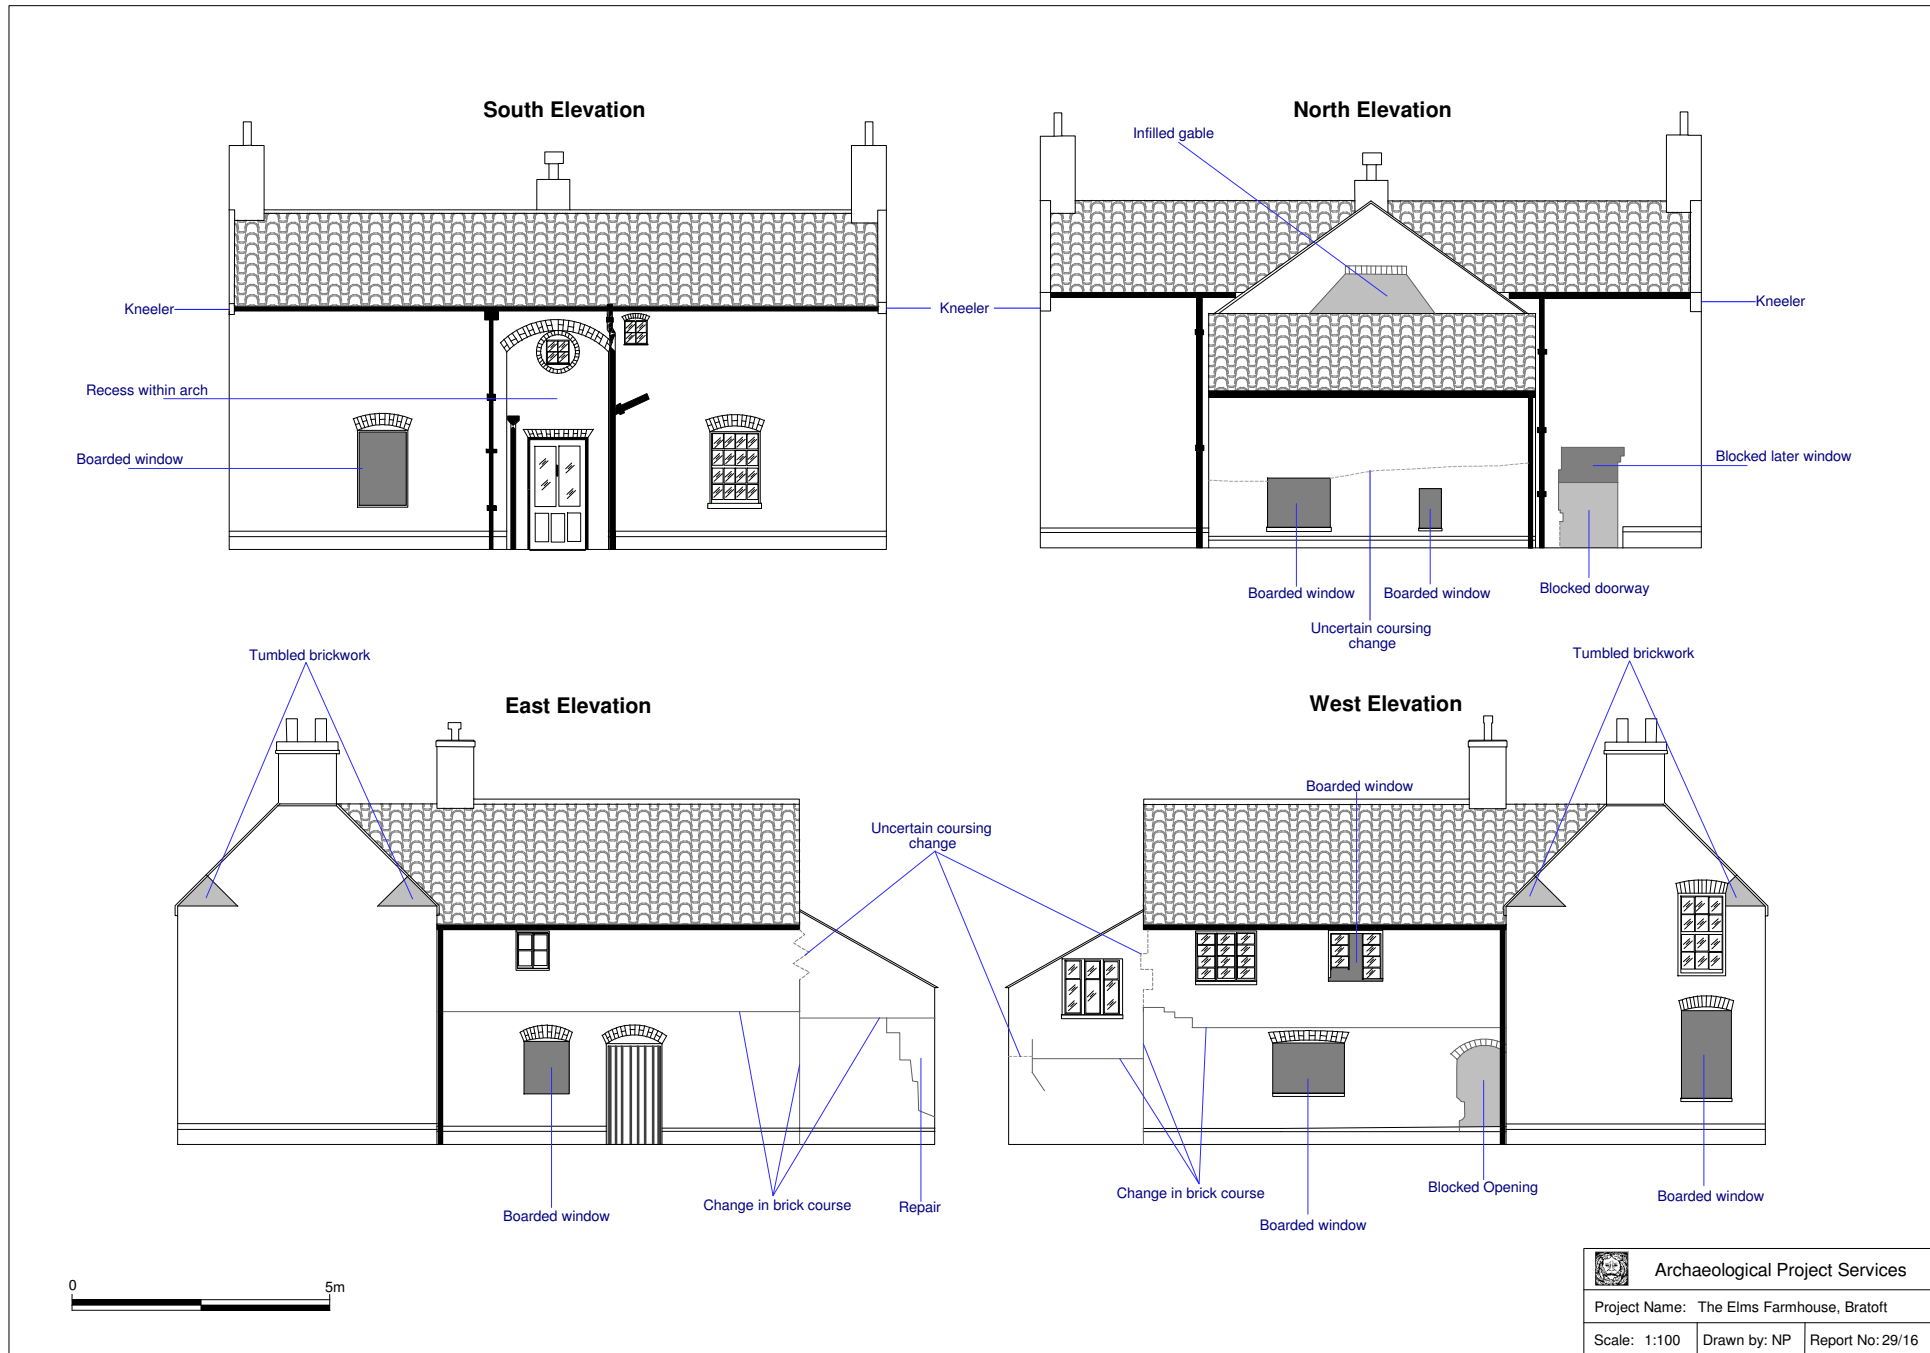 South Elevation
North Elevation
Infilled gable
Kneeler
Kneeler
Kneeler
Recess within arch
Boarded window
Blocked later window
Boarded window
Boarded window
Blocked doorway
Uncertain coursing
change
Tumbled brickwork
Tumbled brickwork
East Elevation
West Elevation
Boarded window
Uncertain coursing
change
Boarded window
Change in brick course
Repair
Change in brick course
Boarded window
Blocked Opening
Boarded window
0
5m
Archaeological Project Services
Project Name: The Elms Farmhouse, Bratoft
Scale: 1:100
Drawn by: NP
Report No: 29/16